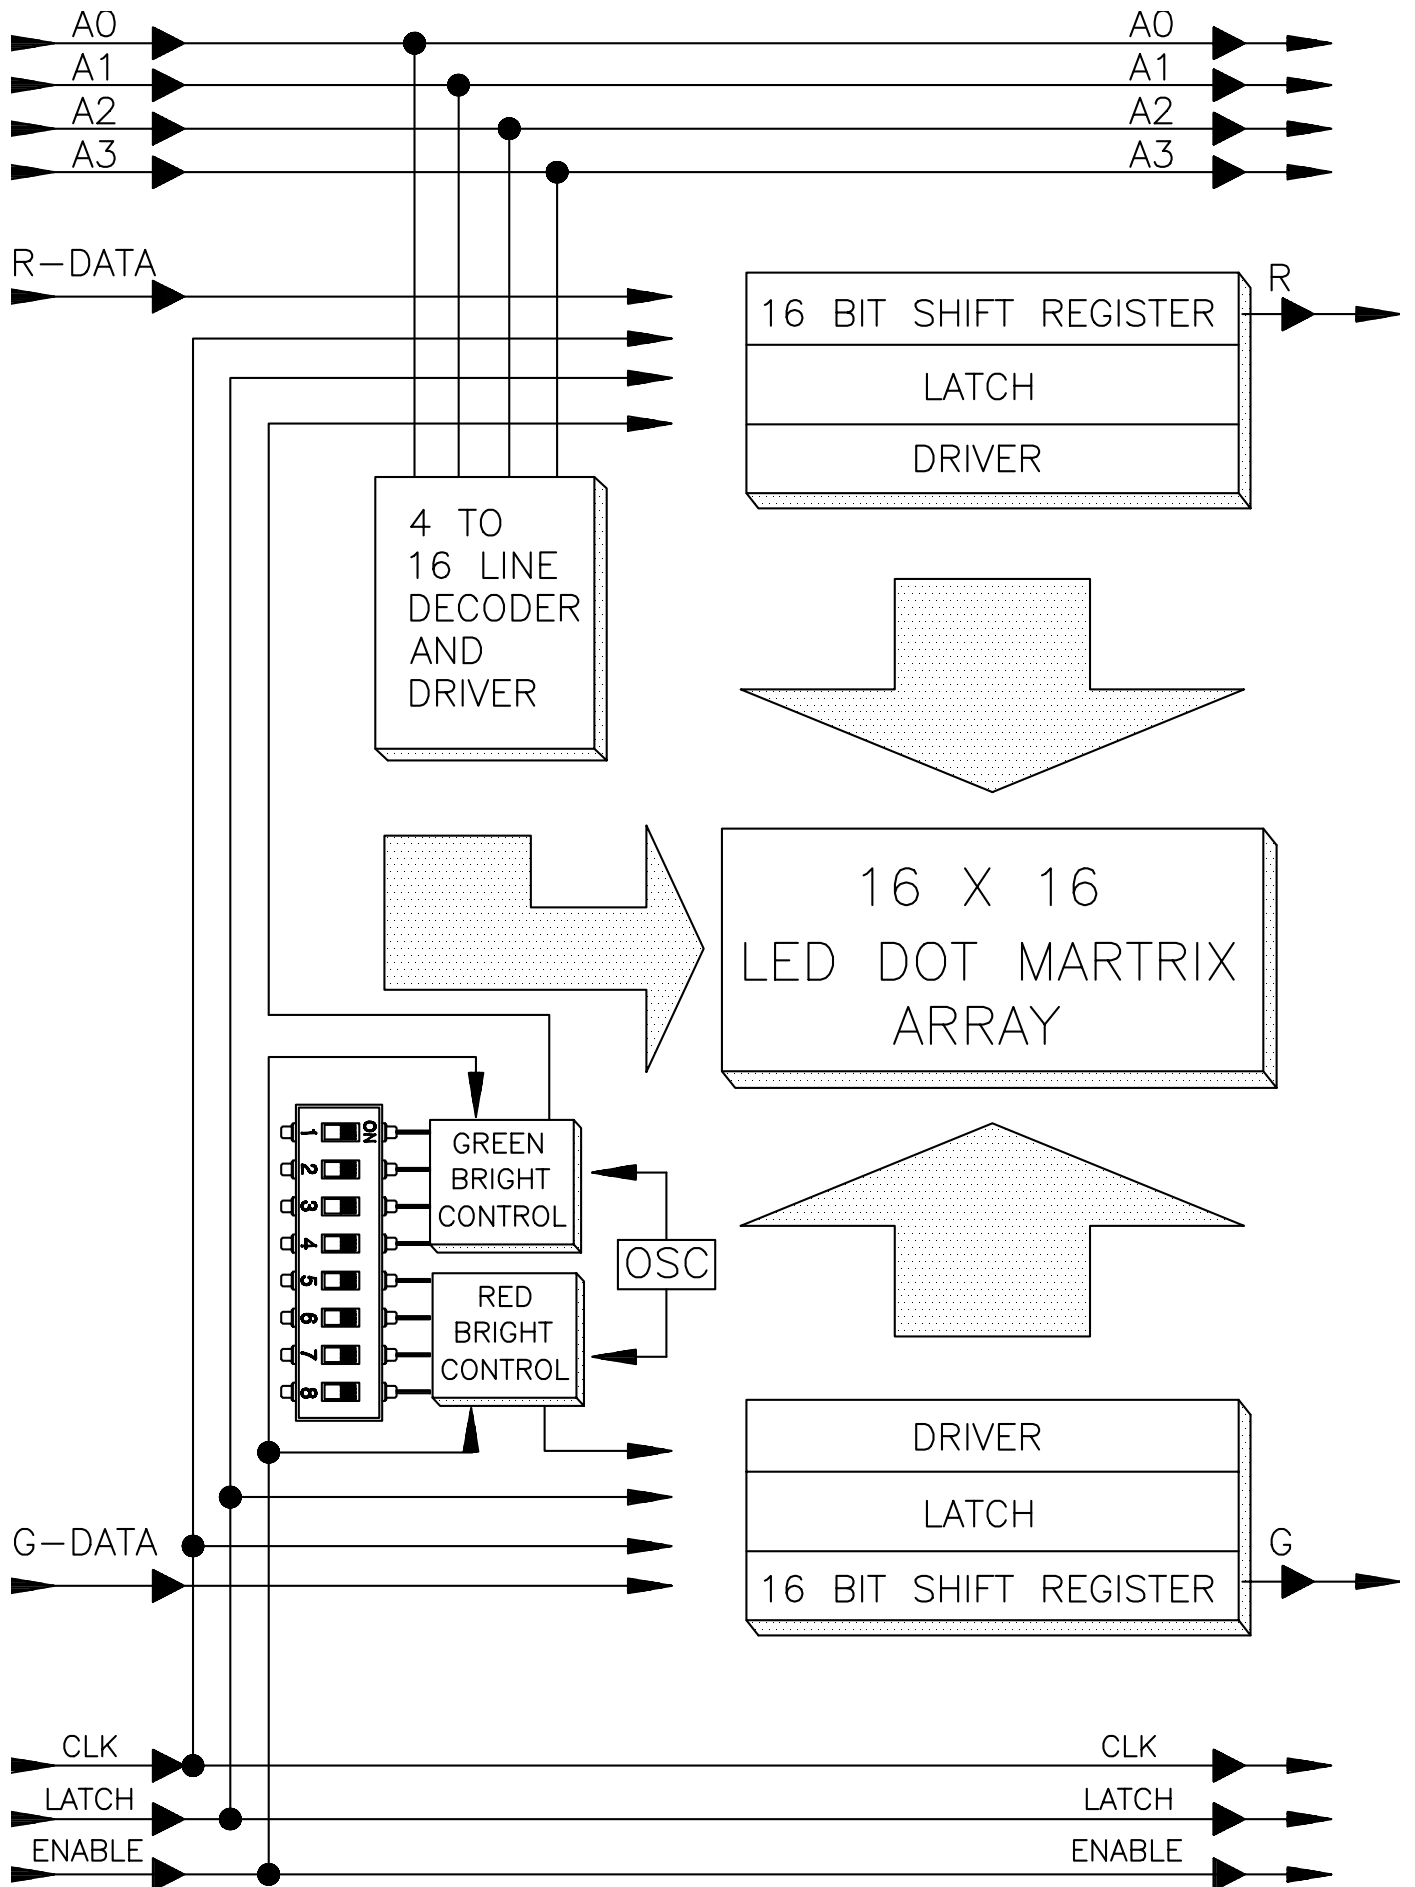 A0 A0
A1 A1
A2 A2
A3 A3
R-DATA
R
16 BIT SHIFT REGISTER
LATCH
DRIVER
4 TO
16 LINE
DECODER
AND
DRIVER
16 X 16
LED DOT MARTRIX
ARRAY
ON
1
2
3
4
5
6
7
8
GREEN
BRIGHT
CONTROL
OSC
RED
BRIGHT
CONTROL
DRIVER
LATCH
16 BIT SHIFT REGISTER
G-DATA
G
CLK CLK
LATCH LATCH
ENABLE ENABLE